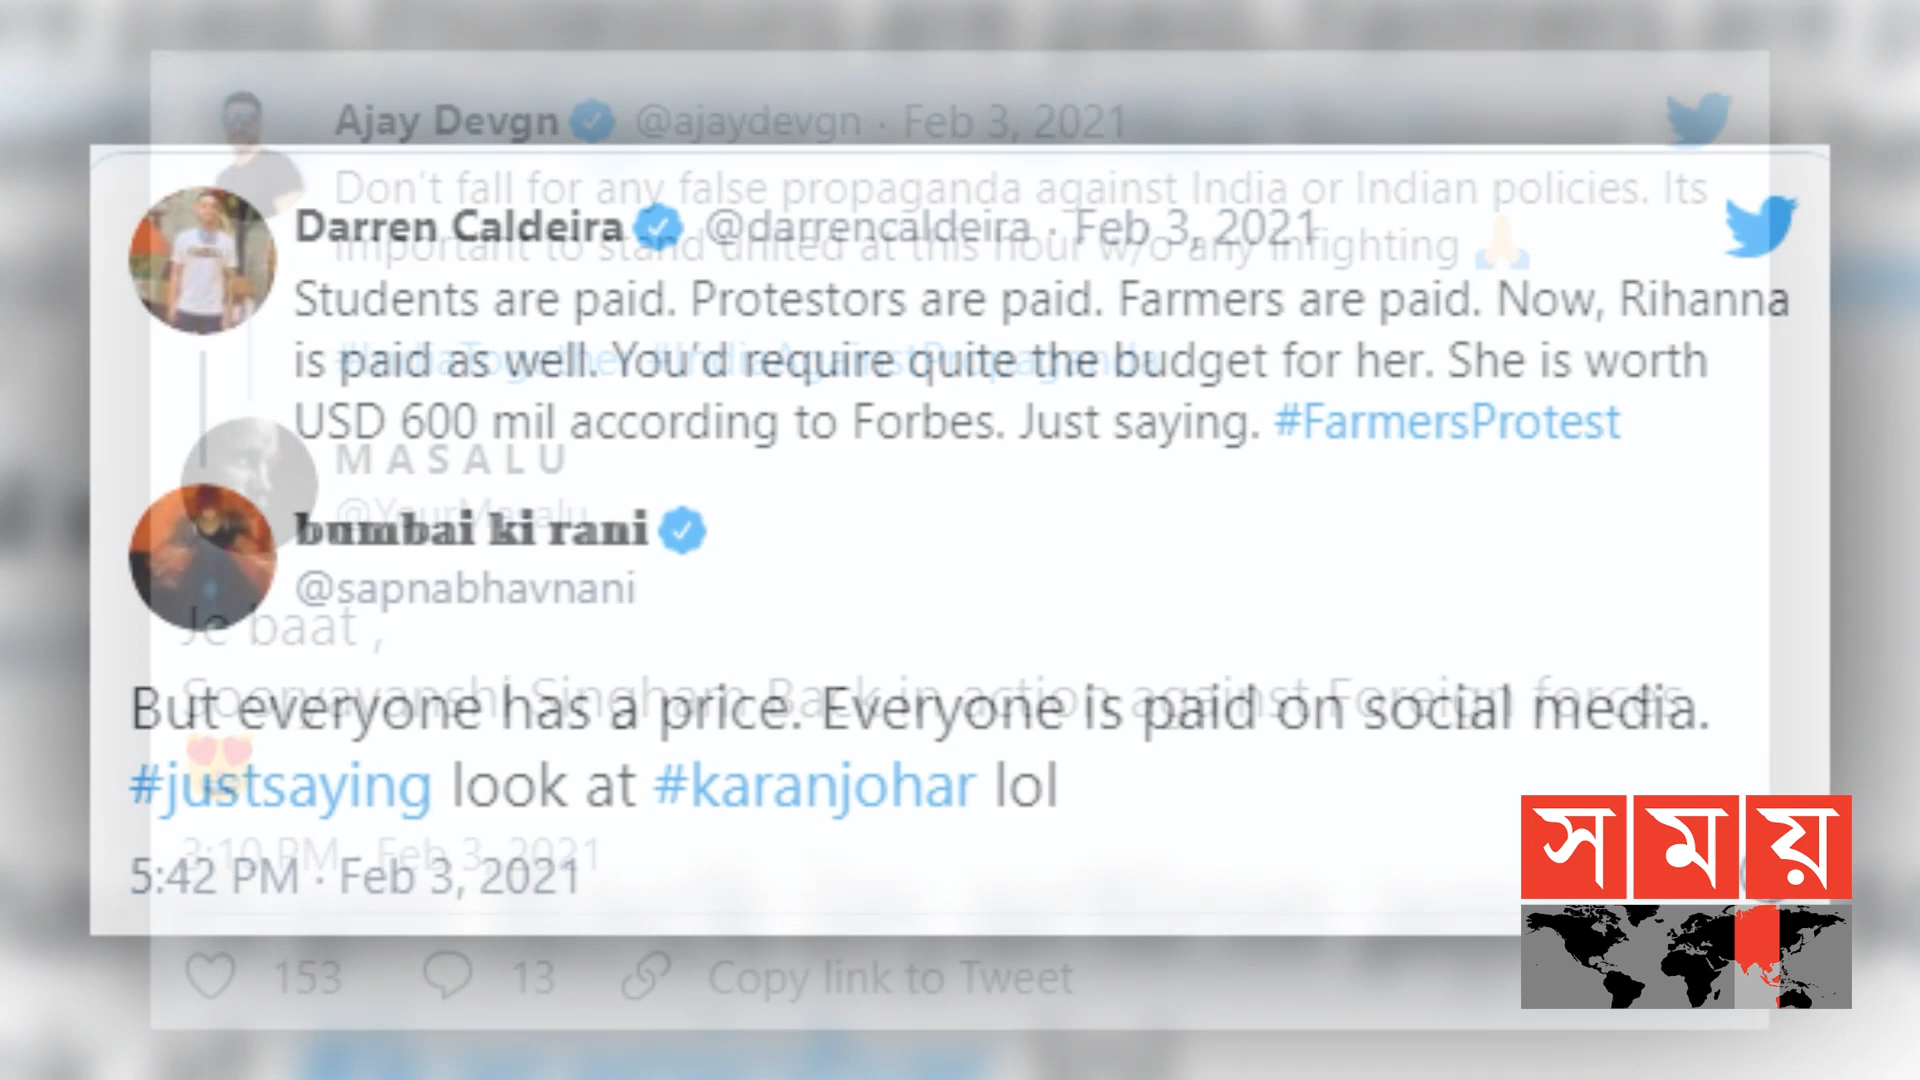 Ajay Devgn @ajaydevgn · Feb 3, 2021
Don't fall for any false propaganda against India or Indian policies. Its
important to stand united at this hour w/o any infighting 🙏
#IndiaTogether #IndiaAgainstPropaganda
M A S A L U
@YourMasalu
Je baat ,
Sooryavanshi Singham Back in action against Foreign forces
😍
3:10 PM · Feb 3, 2021
153 13 Copy link to Tweet
Darren Caldeira @darrencaldeira · Feb 3, 2021
Students are paid. Protestors are paid. Farmers are paid. Now, Rihanna
is paid as well. You'd require quite the budget for her. She is worth
USD 600 mil according to Forbes. Just saying. #FarmersProtest
bumbai ki rani
@sapnabhavnani
But everyone has a price. Everyone is paid on social media.
#justsaying look at #karanjohar lol
5:42 PM · Feb 3, 2021
সময়